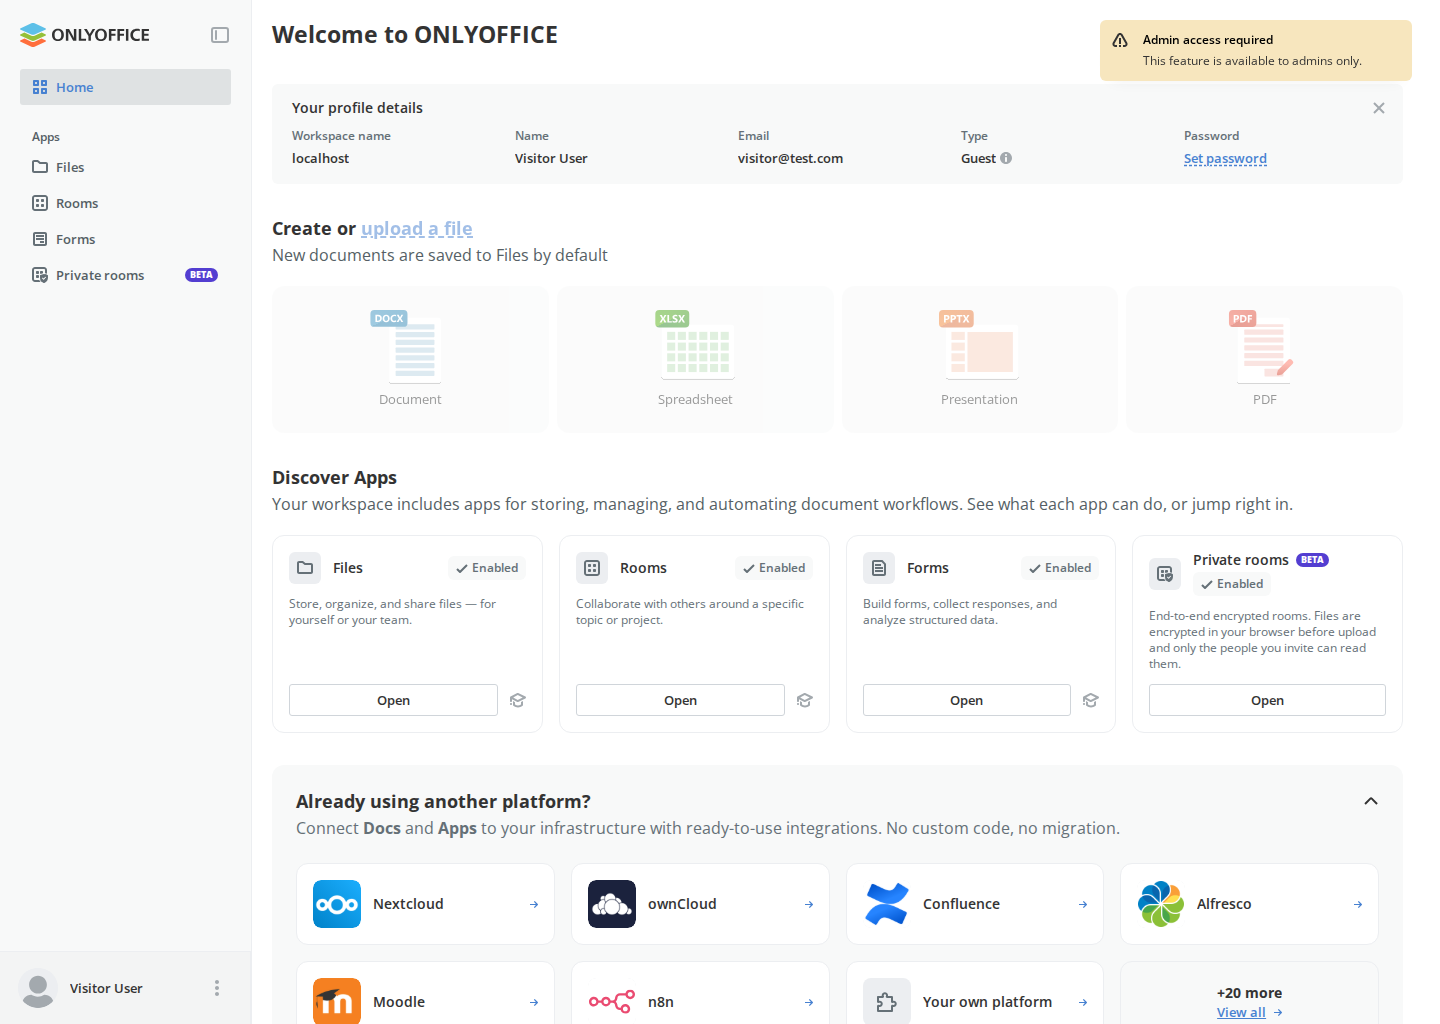 ONLYOFFICE
Home
Apps
Files
Rooms
Forms
Private rooms BETA
Visitor User
Welcome to ONLYOFFICE
Admin access required
This feature is available to admins only.
Your profile details
Workspace name
localhost
Name
Visitor User
Email
visitor@test.com
Type
Guest
Password
Set password
Create or upload a file
New documents are saved to Files by default
DOCX
Document
XLSX
Spreadsheet
PPTX
Presentation
PDF
PDF
Discover Apps
Your workspace includes apps for storing, managing, and automating document workflows. See what each app can do, or jump right in.
Files
Enabled
Store, organize, and share files — for
yourself or your team.
Open
Rooms
Enabled
Collaborate with others around a specific
topic or project.
Open
Forms
Enabled
Build forms, collect responses, and
analyze structured data.
Open
Private rooms BETA
Enabled
End-to-end encrypted rooms. Files are
encrypted in your browser before upload
and only the people you invite can read
them.
Open
Already using another platform?
Connect Docs and Apps to your infrastructure with ready-to-use integrations. No custom code, no migration.
Nextcloud
ownCloud
Confluence
Alfresco
m
Moodle
n8n
Your own platform
+20 more
View all